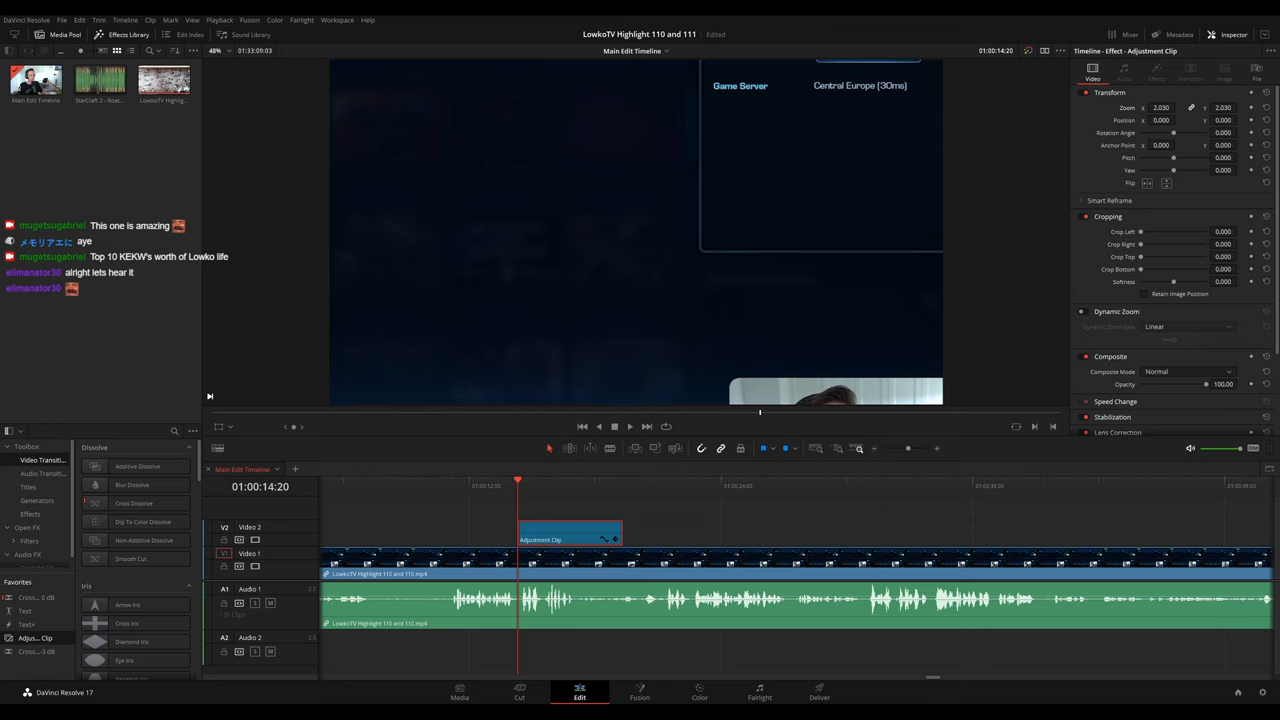 DaVinci Resolve File Edit Trim Timeline Clip Mark View Playback Fusion Color Fairlight Workspace Help
Media Pool Effects Library Edit Index Sound Library
LowkoTV Highlight 110 and 111 Edited
Mixer Metadata Inspector
48% 01:33:09:03
Main Edit Timeline
01:00:14:20
Timeline - Effect - Adjustment Clip
Main Edit Timeline
StarCraft 2 - Roac...
LowkoTV Highlig...
mugetsugabriel This one is amazing
メモリアエに aye
mugetsugabriel Top 10 KEKW's worth of Lowko life
elimanator30 alright lets hear it
elimanator30
Game Server Central Europe (30ms)
Video Audio Effects Transition Image File
Transform
Zoom X 2.030 Y 2.030
Position X 0.000 Y 0.000
Rotation Angle 0.000
Anchor Point X 0.000 Y 0.000
Pitch 0.000
Yaw 0.000
Flip
Smart Reframe
Cropping
Crop Left 0.000
Crop Right 0.000
Crop Top 0.000
Crop Bottom 0.000
Softness 0.000
Retain Image Position
Dynamic Zoom
Dynamic Zoom Ease Linear
Swap
Composite
Composite Mode Normal
Opacity 100.00
Speed Change
Stabilization
Lens Correction
Toolbox
Video Transiti...
Audio Transiti...
Titles
Generators
Effects
Open FX
Filters
Audio FX
Favorites
Cross... 0 dB
Text
Text+
Adjus... Clip
Cross...-3 dB
Dissolve
Additive Dissolve
Blur Dissolve
Cross Dissolve
Dip To Color Dissolve
Non-Additive Dissolve
Smooth Cut
Iris
Arrow Iris
Cross Iris
Diamond Iris
Eye Iris
Main Edit Timeline
01:00:14:20
01:00:12:00 01:00:24:00 01:00:36:00 01:00:48:00
V2 Video 2
Adjustment Clip
V1 Video 1
LowkoTV Highlight 110 and 111.mp4
A1 Audio 1 2.0
S M
LowkoTV Highlight 110 and 111.mp4
A2 Audio 2 2.0
S M
DaVinci Resolve 17
Media Cut Edit Fusion Color Fairlight Deliver